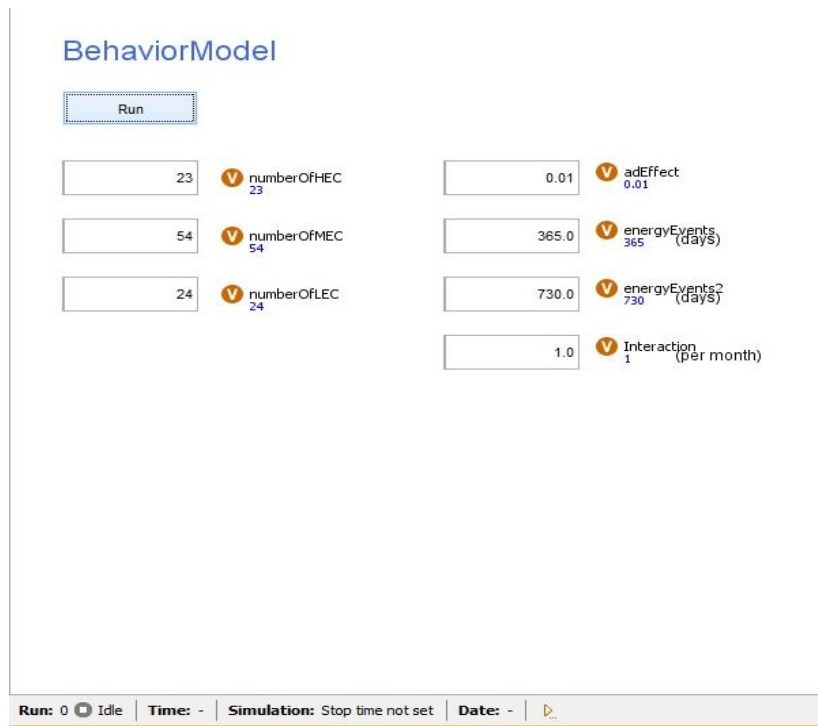 BehaviorModel
Run
23 V numberOfHEC
23
54 V numberOfMEC
54
24 V numberOfLEC
24
0.01 V adEffect
0.01
365.0 V energyEvents
365 (days)
730.0 V energyEvents2
730 (days)
1.0 V Interaction
1 (per month)
Run: 0 Idle Time: - Simulation: Stop time not set Date: -